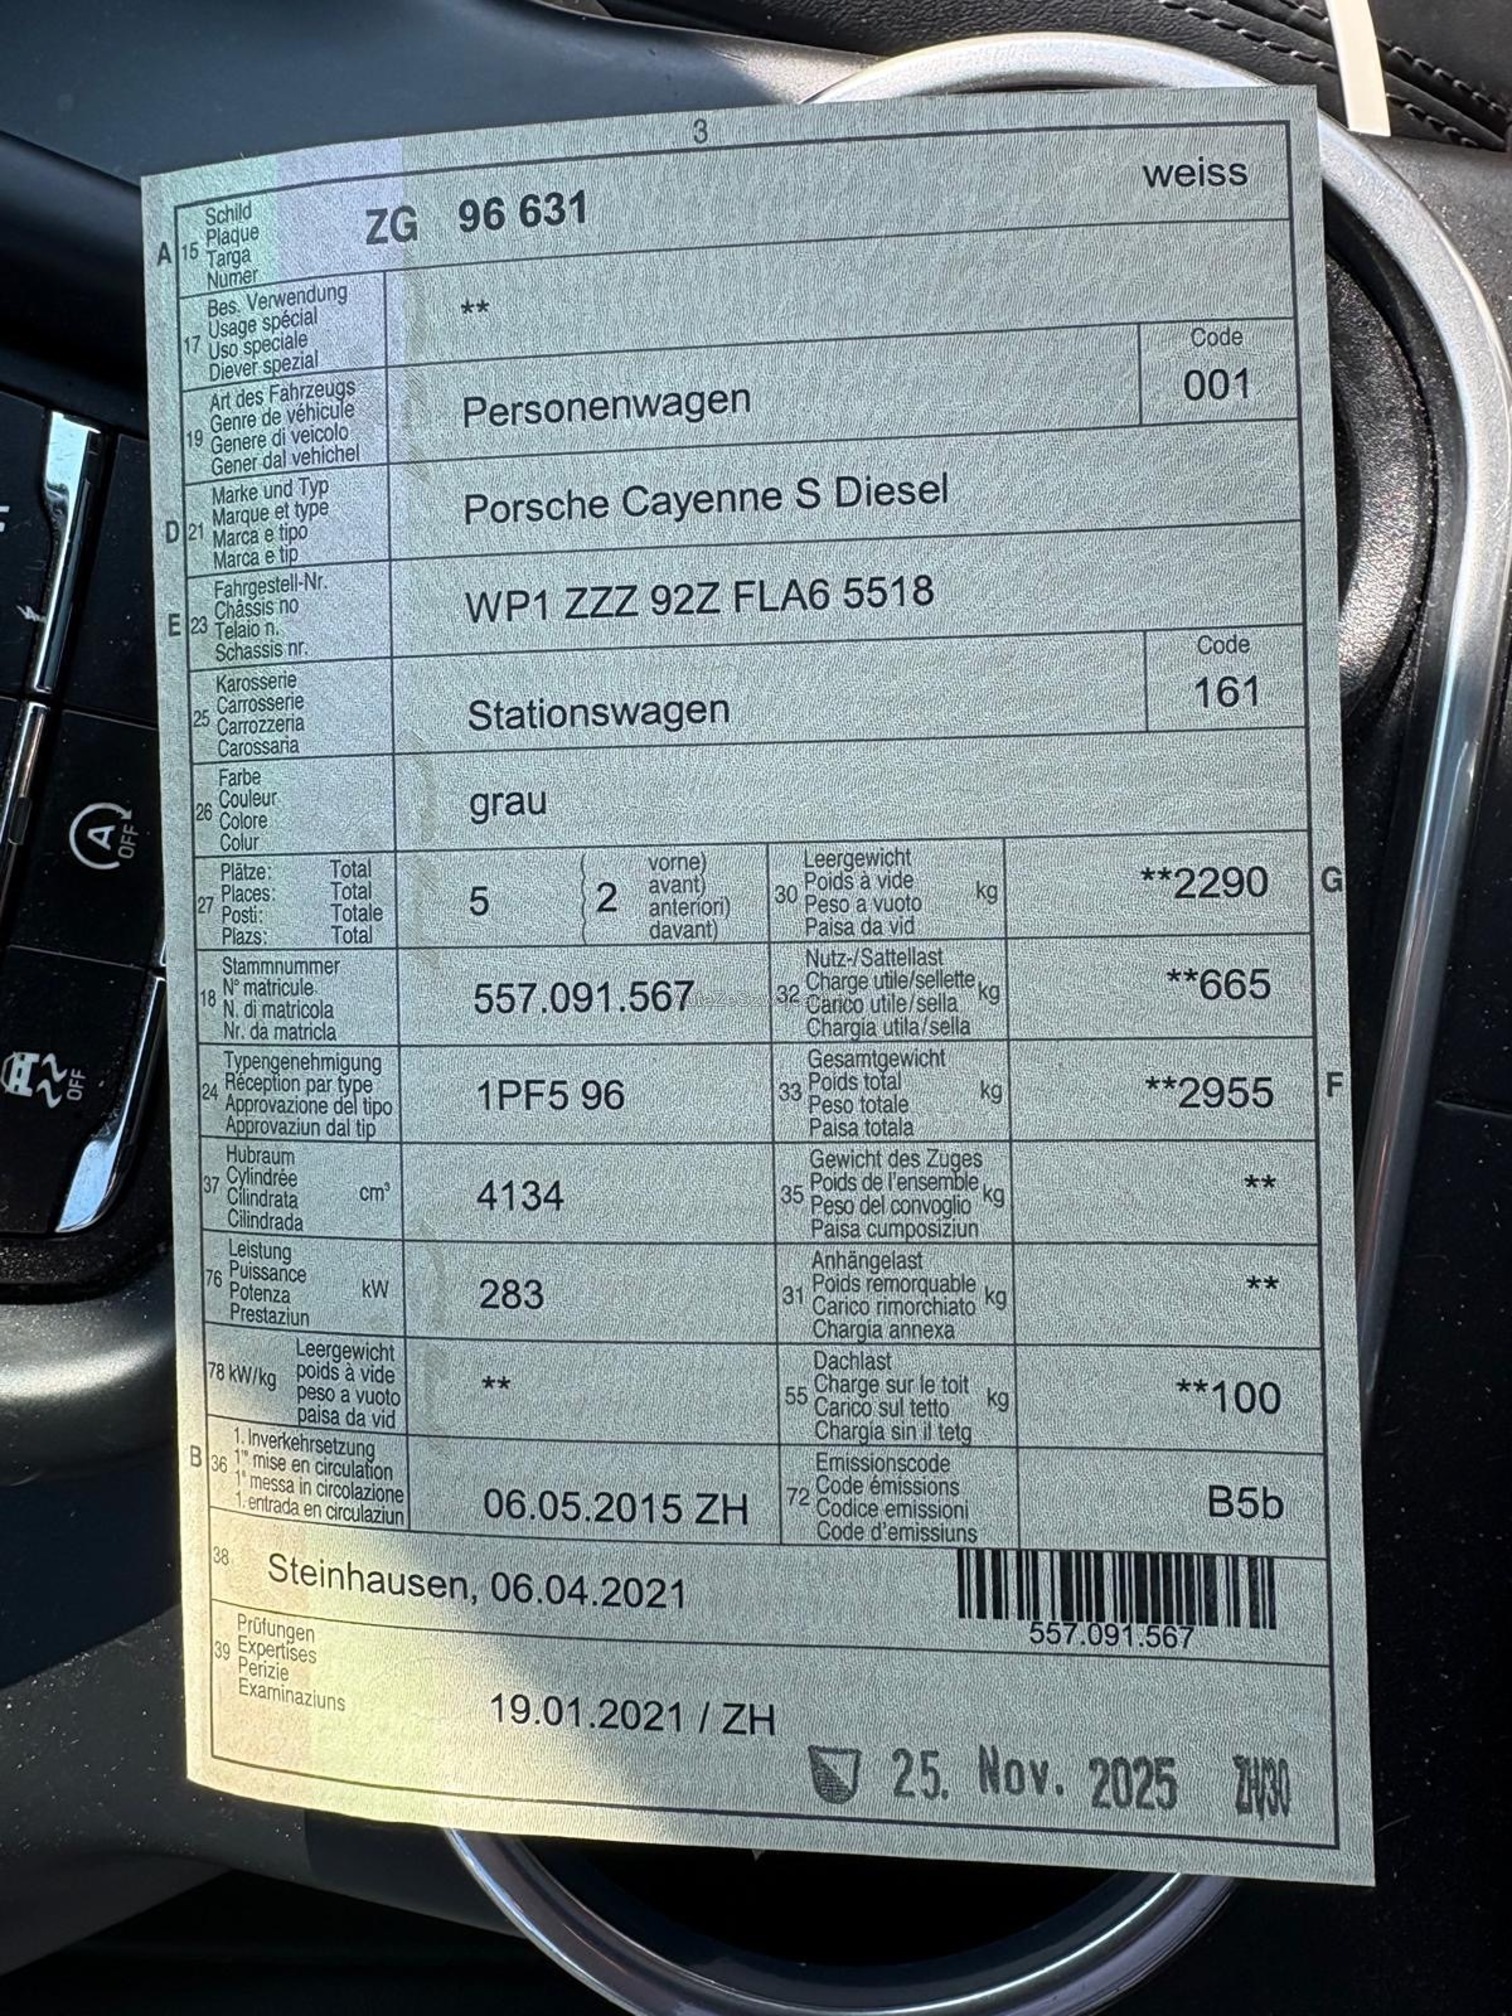 3
A 15 Schild Plaque Targa Numer ZG 96 631 weiss
17 Bes. Verwendung Usage spécial Uso speciale Diever spezial **
19 Art des Fahrzeugs Genre de véhicule Genere di veicolo Gener dal vehichel Personenwagen Code 001
D 21 Marke und Typ Marque et type Marca e tipo Marca e tip Porsche Cayenne S Diesel
E 23 Fahrgestell-Nr. Châssis no Telaio n. Schassis nr. WP1 ZZZ 92Z FLA6 5518
25 Karosserie Carrosserie Carrozzeria Carossaria Stationswagen Code 161
26 Farbe Couleur Colore Colur grau
27 Plätze: Total Places: Total Posti: Totale Plazs: Total 5 2 vorne) avant) anteriori) davant)
30 Leergewicht Poids à vide Peso a vuoto Paisa da vid kg **2290 G
18 Stammnummer N° matricule N. di matricola Nr. da matricla 557.091.567
32 Nutz-/Sattellast Charge utile/sellette Carico utile/sella Chargia utila/sella kg **665
24 Typengenehmigung Réception par type Approvazione del tipo Approvaziun dal tip 1PF5 96
33 Gesamtgewicht Poids total Peso totale Paisa totala kg **2955 F
37 Hubraum Cylindrée Cilindrata Cilindrada cm³ 4134
35 Gewicht des Zuges Poids de l'ensemble Peso del convoglio Paisa cumposiziun kg **
76 Leistung Puissance Potenza Prestaziun kW 283
31 Anhängelast Poids remorquable Carico rimorchiato Chargia annexa kg **
78 kW/kg Leergewicht poids à vide peso a vuoto paisa da vid **
55 Dachlast Charge sur le toit Carico sul tetto Chargia sin il tetg kg **100
B 36 1. Inverkehrsetzung 1re mise en circulation 1a messa in circolazione 1. entrada en circulaziun 06.05.2015 ZH
72 Emissionscode Code émissions Codice emissioni Code d'emissiuns B5b
38 Steinhausen, 06.04.2021
557.091.567
39 Prüfungen Expertises Perizie Examinaziuns 19.01.2021 / ZH
25. Nov. 2025 ZH/30
A OFF
OFF